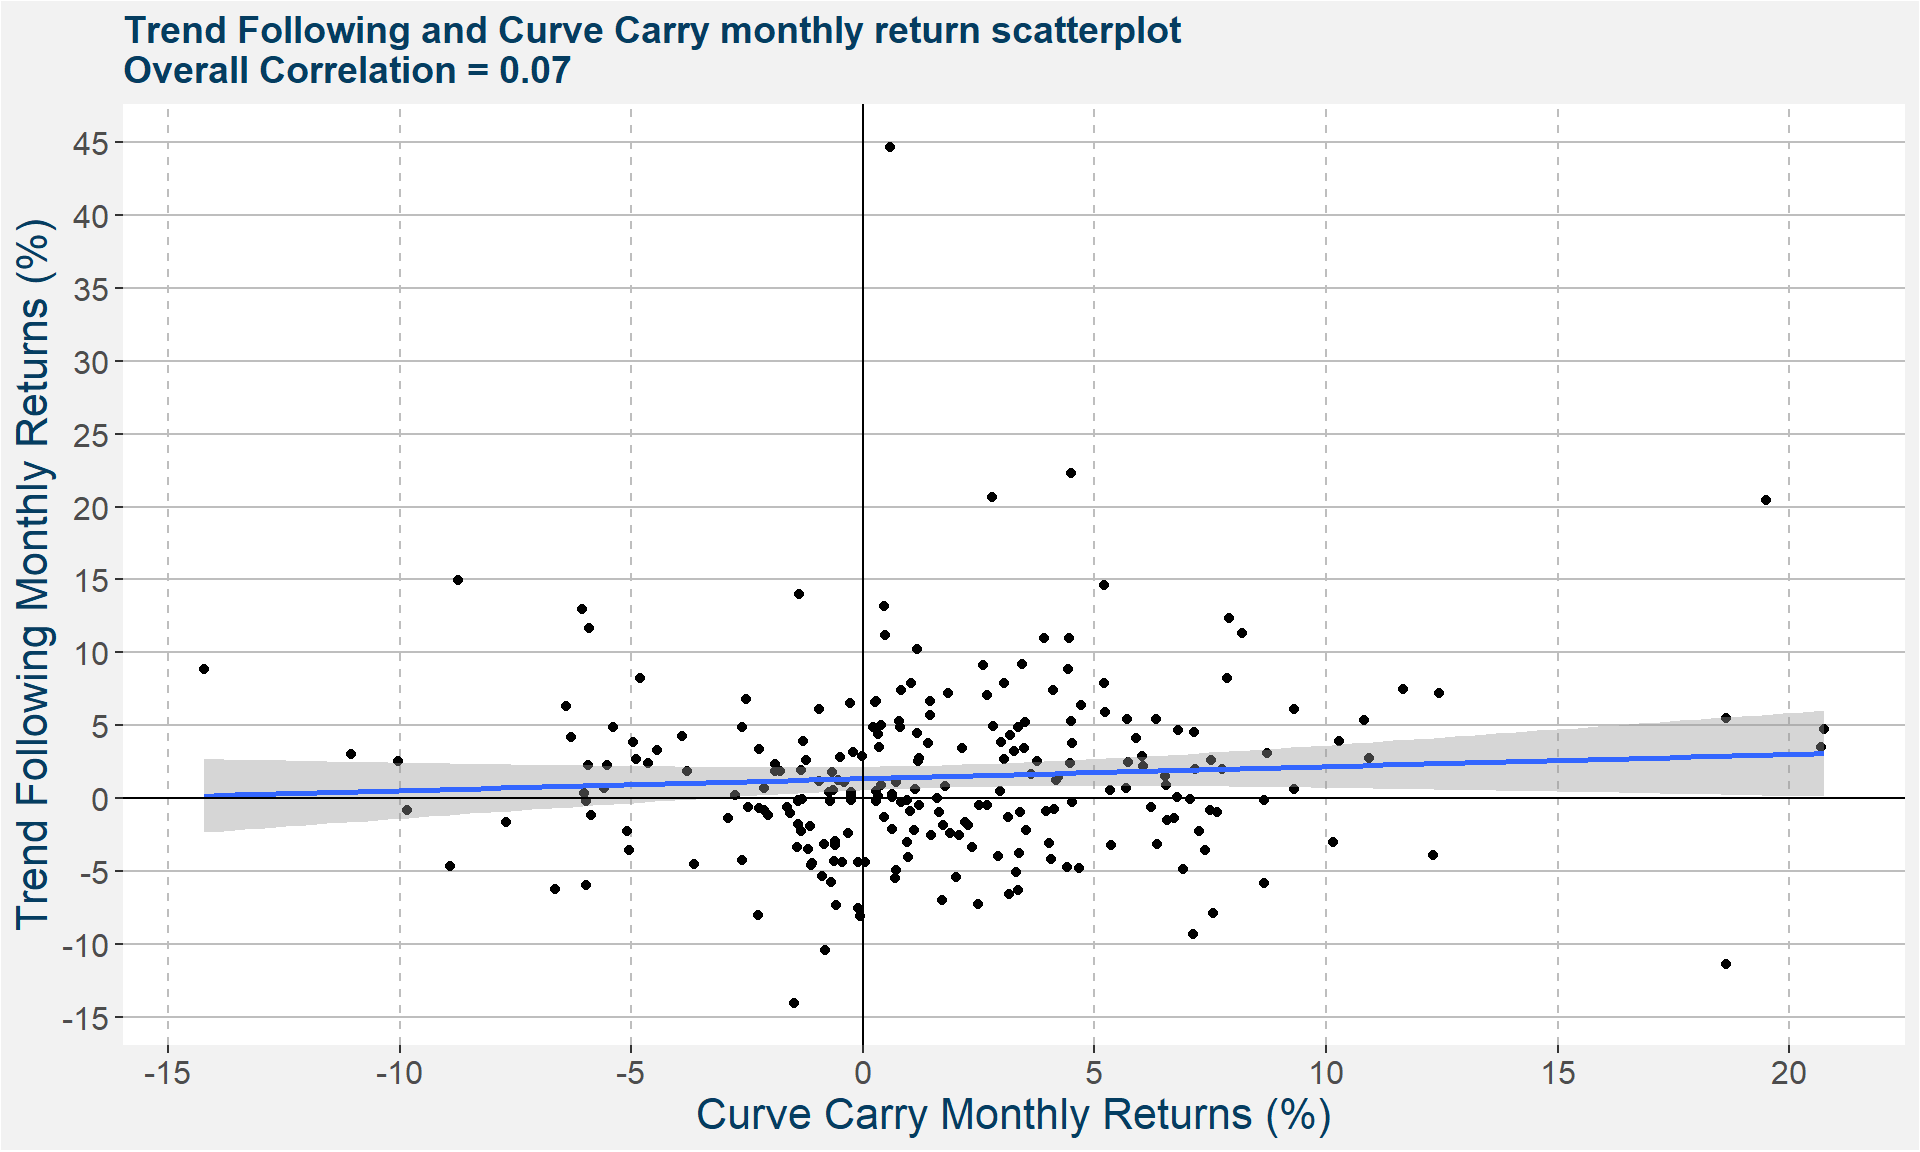 Trend Following and Curve Carry monthly return scatterplot
Overall Correlation = 0.07
Trend Following Monthly Returns (%)
45
40
35
30
25
20
15
10
5
0
-5
-10
-15
-15 -10 -5 0 5 10 15 20
Curve Carry Monthly Returns (%)